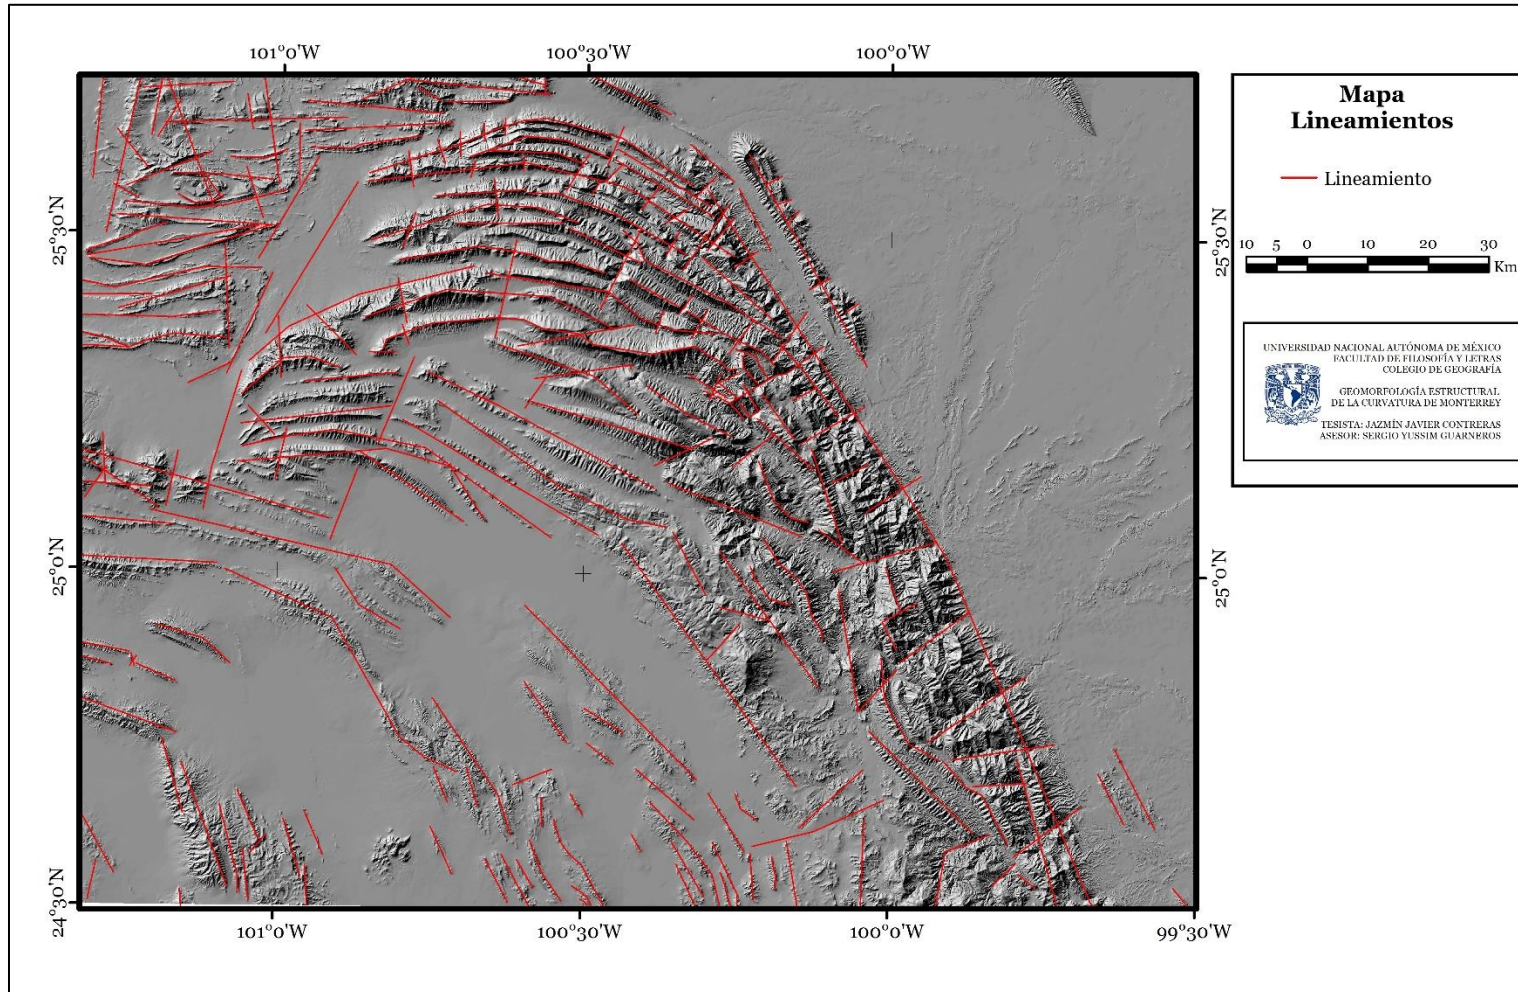 101°0'W
100°30'W
100°0'W
25°30'N
25°0'N
24°30'N
25°30'N
25°0'N
101°0'W
100°30'W
100°0'W
99°30'W
Mapa
Lineamientos
Lineamiento
10 5 0 10 20 30
Km
UNIVERSIDAD NACIONAL AUTÓNOMA DE MÉXICO
FACULTAD DE FILOSOFÍA Y LETRAS
COLEGIO DE GEOGRAFÍA
GEOMORFOLOGÍA ESTRUCTURAL
DE LA CURVATURA DE MONTERREY
TESISTA: JAZMÍN JAVIER CONTRERAS
ASESOR: SERGIO YUSSIM GUARNEROS